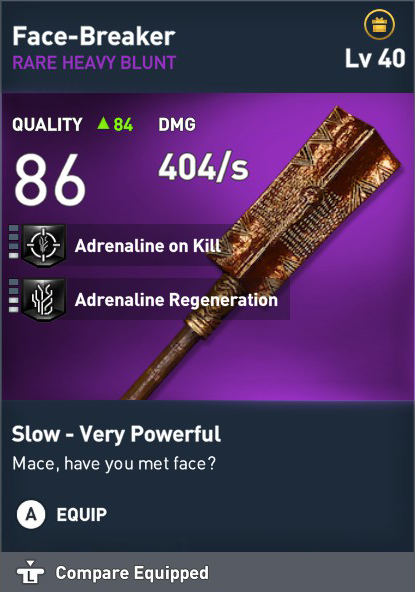 Face-Breaker
RARE HEAVY BLUNT
Lv 40
QUALITY ▲84 DMG
86 404/s
Adrenaline on Kill
Adrenaline Regeneration
Slow - Very Powerful
Mace, have you met face?
A EQUIP
L Compare Equipped